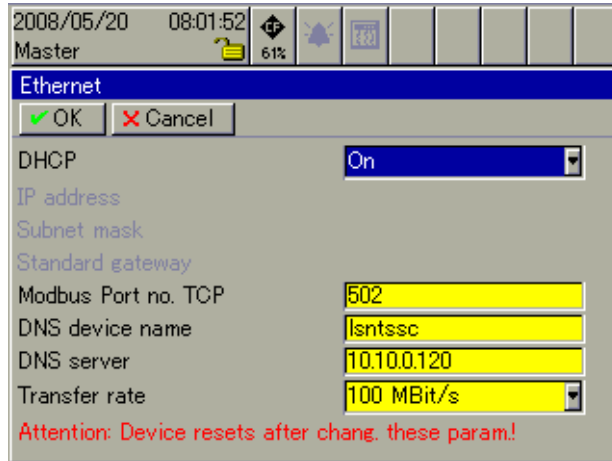 2008/05/20 08:01:52
Master
CF
61%
Ethernet
OK Cancel
DHCP On
IP address
Subnet mask
Standard gateway
Modbus Port no. TCP 502
DNS device name lsntssc
DNS server 10.10.0.120
Transfer rate 100 MBit/s
Attention: Device resets after chang. these param.!